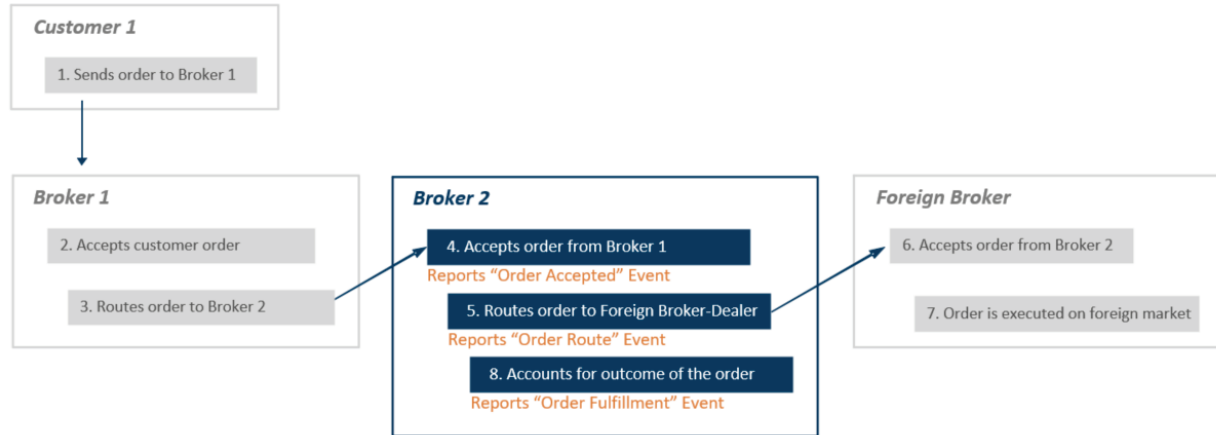 Customer 1
1. Sends order to Broker 1
Broker 1
2. Accepts customer order
3. Routes order to Broker 2
Broker 2
4. Accepts order from Broker 1
Reports “Order Accepted” Event
5. Routes order to Foreign Broker-Dealer
Reports “Order Route” Event
8. Accounts for outcome of the order
Reports “Order Fulfillment” Event
Foreign Broker
6. Accepts order from Broker 2
7. Order is executed on foreign market